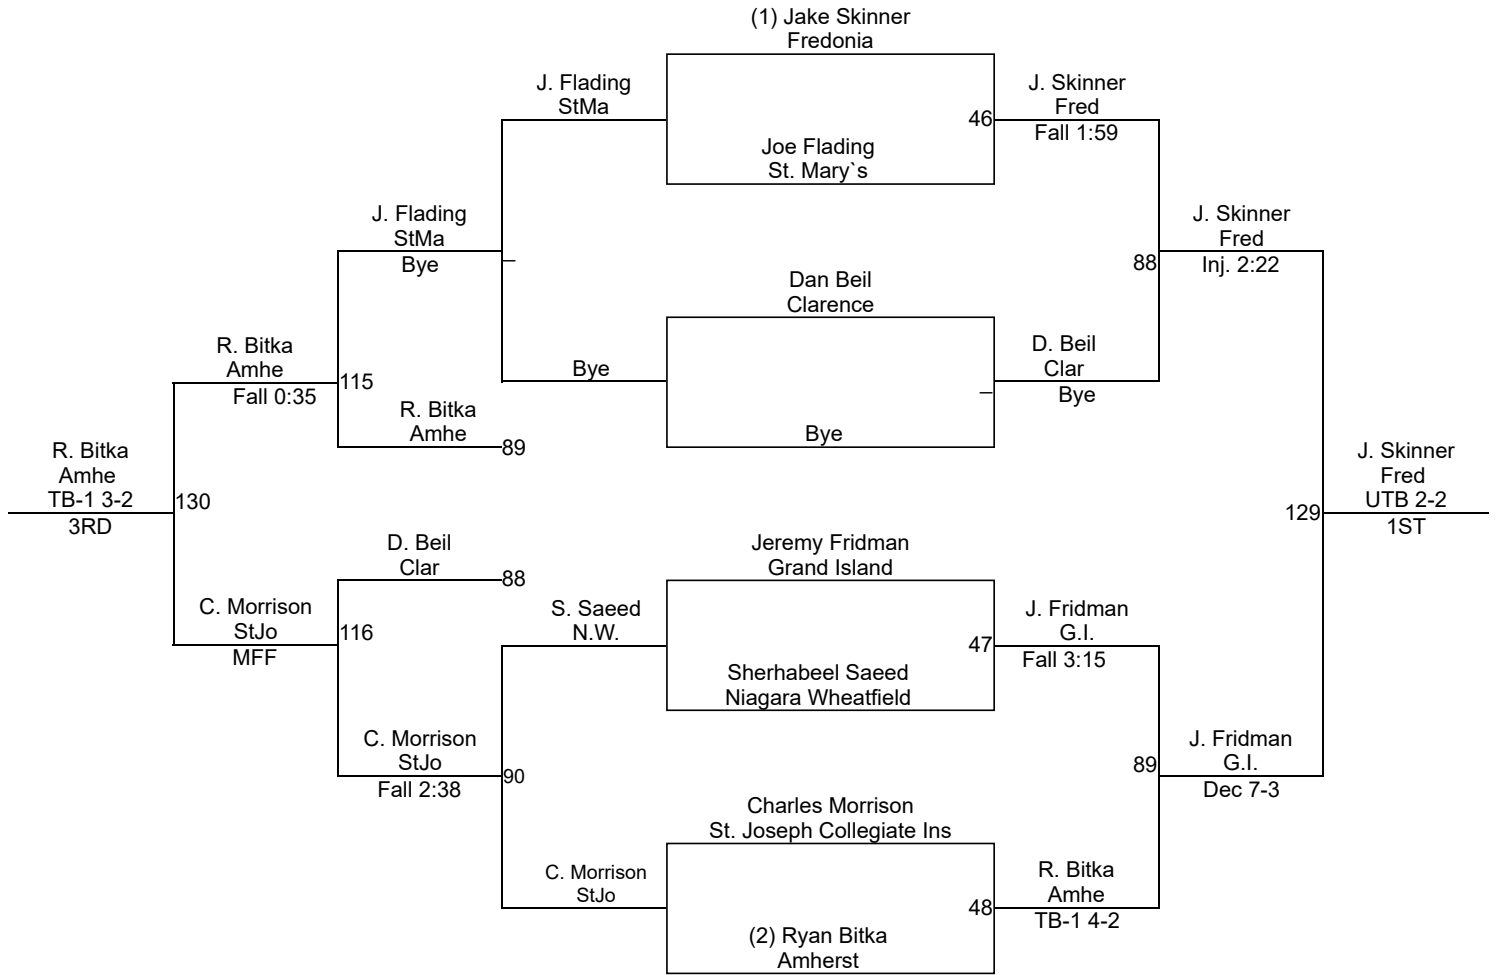 (1) Jake Skinner
Fredonia
J. Flading
StMa
J. Skinner
Fred
46
Fall 1:59
Joe Flading
St. Mary`s
J. Flading
StMa
Bye
–
J. Skinner
Fred
88
Inj. 2:22
Dan Beil
Clarence
R. Bitka
Amhe
Fall 0:35
115
Bye
D. Beil
Clar
–
Bye
R. Bitka
Amhe
89
Bye
R. Bitka
Amhe
TB-1 3-2
3RD
130
J. Skinner
Fred
UTB 2-2
1ST
129
D. Beil
Clar
88
Jeremy Fridman
Grand Island
C. Morrison
StJo
MFF
116
S. Saeed
N.W.
47
J. Fridman
G.I.
Fall 3:15
Sherhabeel Saeed
Niagara Wheatfield
C. Morrison
StJo
Fall 2:38
90
89
J. Fridman
G.I.
Dec 7-3
Charles Morrison
St. Joseph Collegiate Ins
C. Morrison
StJo
48
R. Bitka
Amhe
TB-1 4-2
(2) Ryan Bitka
Amherst